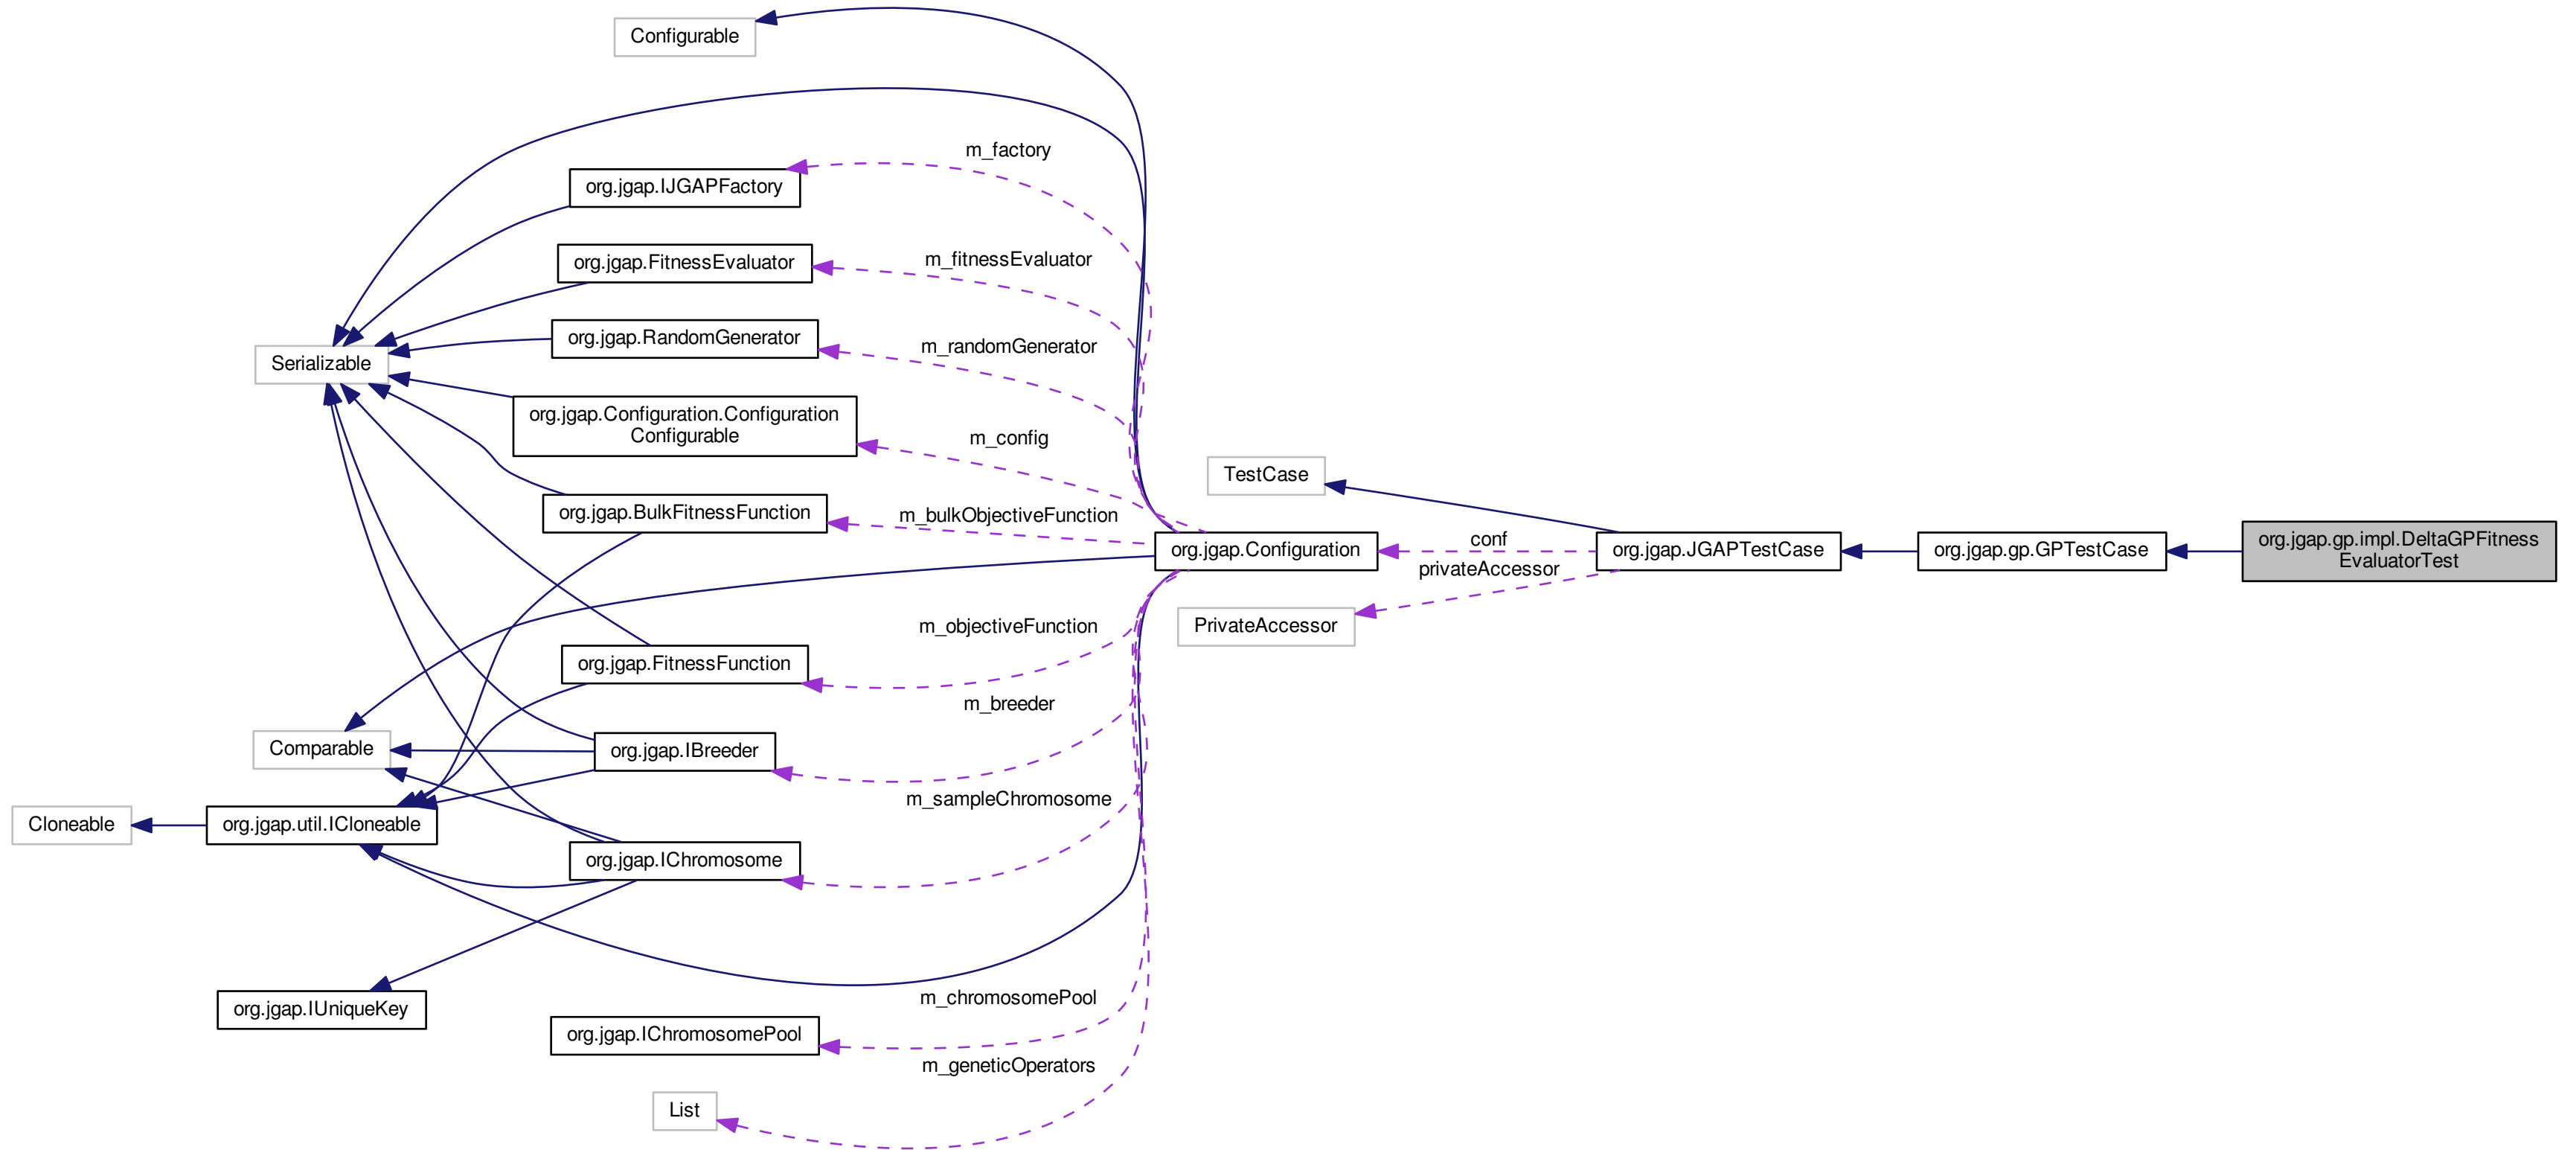 Configurable
m_factory
org.jgap.IJGAPFactory
m_fitnessEvaluator
org.jgap.FitnessEvaluator
m_randomGenerator
org.jgap.RandomGenerator
Serializable
org.jgap.Configuration.Configuration
Configurable
m_config
TestCase
org.jgap.BulkFitnessFunction
m_bulkObjectiveFunction
org.jgap.Configuration
conf
privateAccessor
org.jgap.JGAPTestCase
org.jgap.gp.GPTestCase
org.jgap.gp.impl.DeltaGPFitness
EvaluatorTest
PrivateAccessor
m_objectiveFunction
org.jgap.FitnessFunction
m_breeder
Comparable
org.jgap.IBreeder
m_sampleChromosome
Cloneable
org.jgap.util.ICloneable
org.jgap.IChromosome
m_chromosomePool
org.jgap.IUniqueKey
org.jgap.IChromosomePool
m_geneticOperators
List